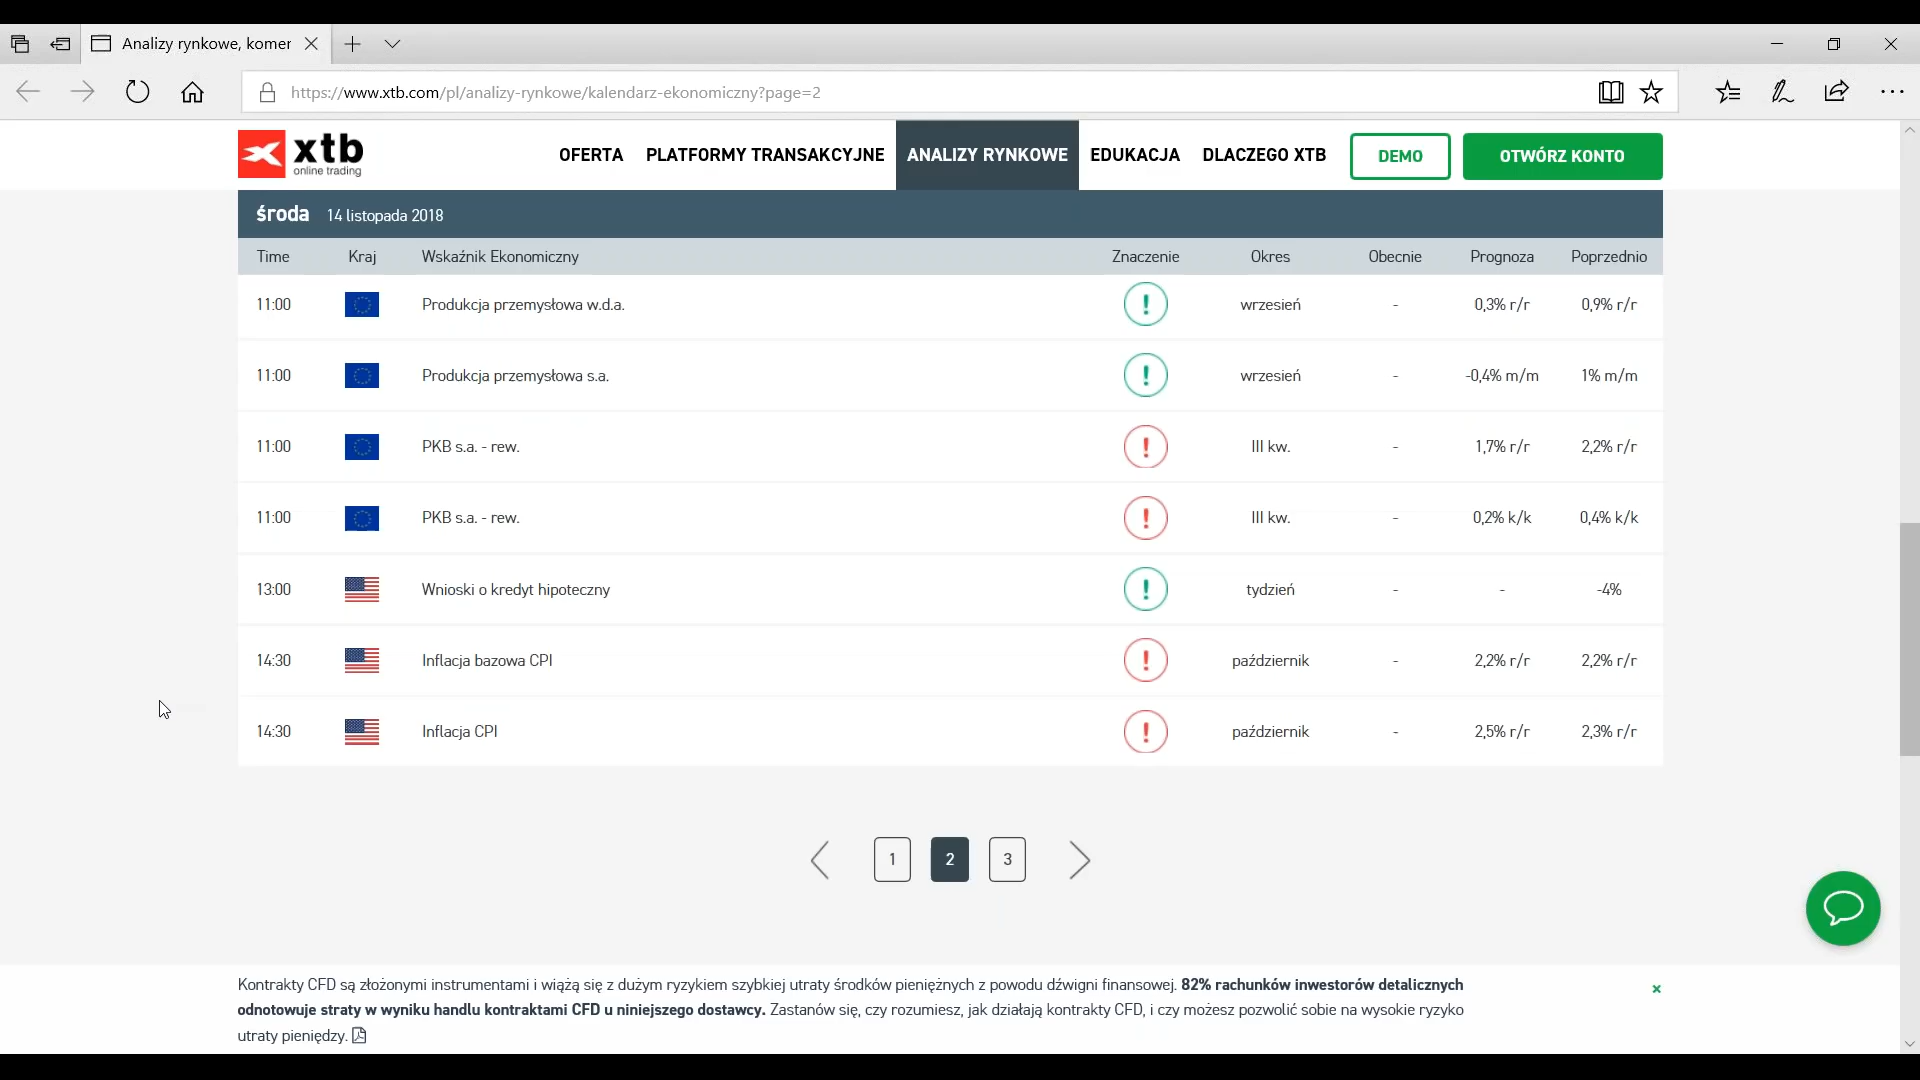 Analizy rynkowe, komer
https://www.xtb.com/pl/analizy-rynkowe/kalendarz-ekonomiczny?page=2
xtb
online trading
OFERTA PLATFORMY TRANSAKCYJNE ANALIZY RYNKOWE EDUKACJA DLACZEGO XTB DEMO OTWÓRZ KONTO
środa 14 listopada 2018
Time Kraj Wskaźnik Ekonomiczny Znaczenie Okres Obecnie Prognoza Poprzednio
11:00 Produkcja przemysłowa w.d.a. ! wrzesień - 0,3% r/r 0,9% r/r
11:00 Produkcja przemysłowa s.a. ! wrzesień - -0,4% m/m 1% m/m
11:00 PKB s.a. - rew. ! III kw. - 1,7% r/r 2,2% r/r
11:00 PKB s.a. - rew. ! III kw. - 0,2% k/k 0,4% k/k
13:00 Wnioski o kredyt hipoteczny ! tydzień - - -4%
14:30 Inflacja bazowa CPI ! październik - 2,2% r/r 2,2% r/r
14:30 Inflacja CPI ! październik - 2,5% r/r 2,3% r/r
1 2 3
Kontrakty CFD są złożonymi instrumentami i wiążą się z dużym ryzykiem szybkiej utraty środków pieniężnych z powodu dźwigni finansowej. 82% rachunków inwestorów detalicznych
odnotowuje straty w wyniku handlu kontraktami CFD u niniejszego dostawcy. Zastanów się, czy rozumiesz, jak działają kontrakty CFD, i czy możesz pozwolić sobie na wysokie ryzyko
utraty pieniędzy.